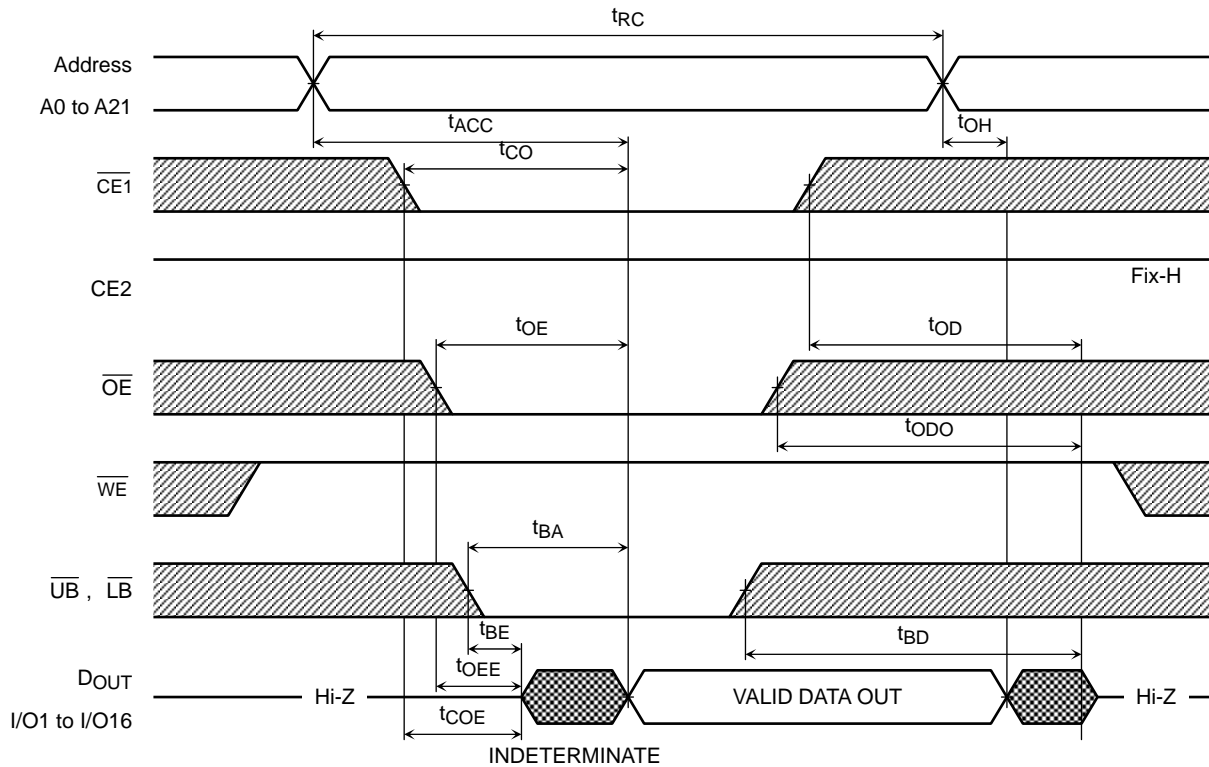 tRC
Address
A0 to A21
tACC
tOH
tCO
CE1
CE2
Fix-H
tOE
tOD
OE
tODO
WE
tBA
UB , LB
tBE
tBD
tOEE
DOUT
Hi-Z
VALID DATA OUT
Hi-Z
I/O1 to I/O16
tCOE
INDETERMINATE